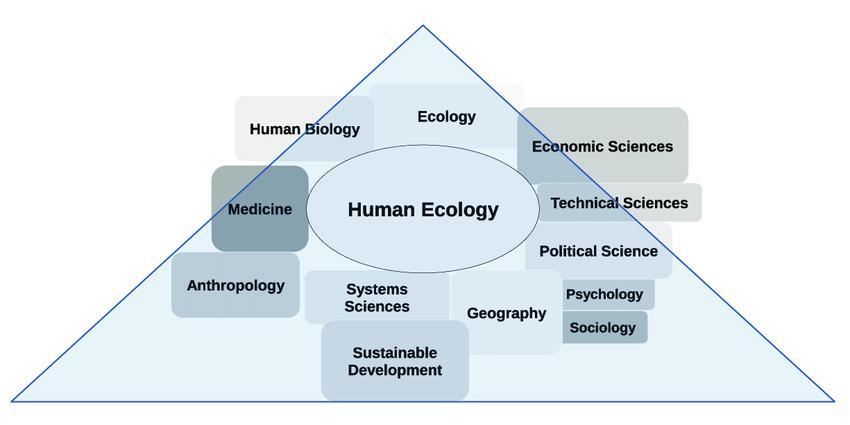 Ecology
Human Biology
Economic Sciences
Human Ecology
Medicine
Technical Sciences
Political Science
Anthropology
Systems
Sciences
Geography
Psychology
Sociology
Sustainable
Development